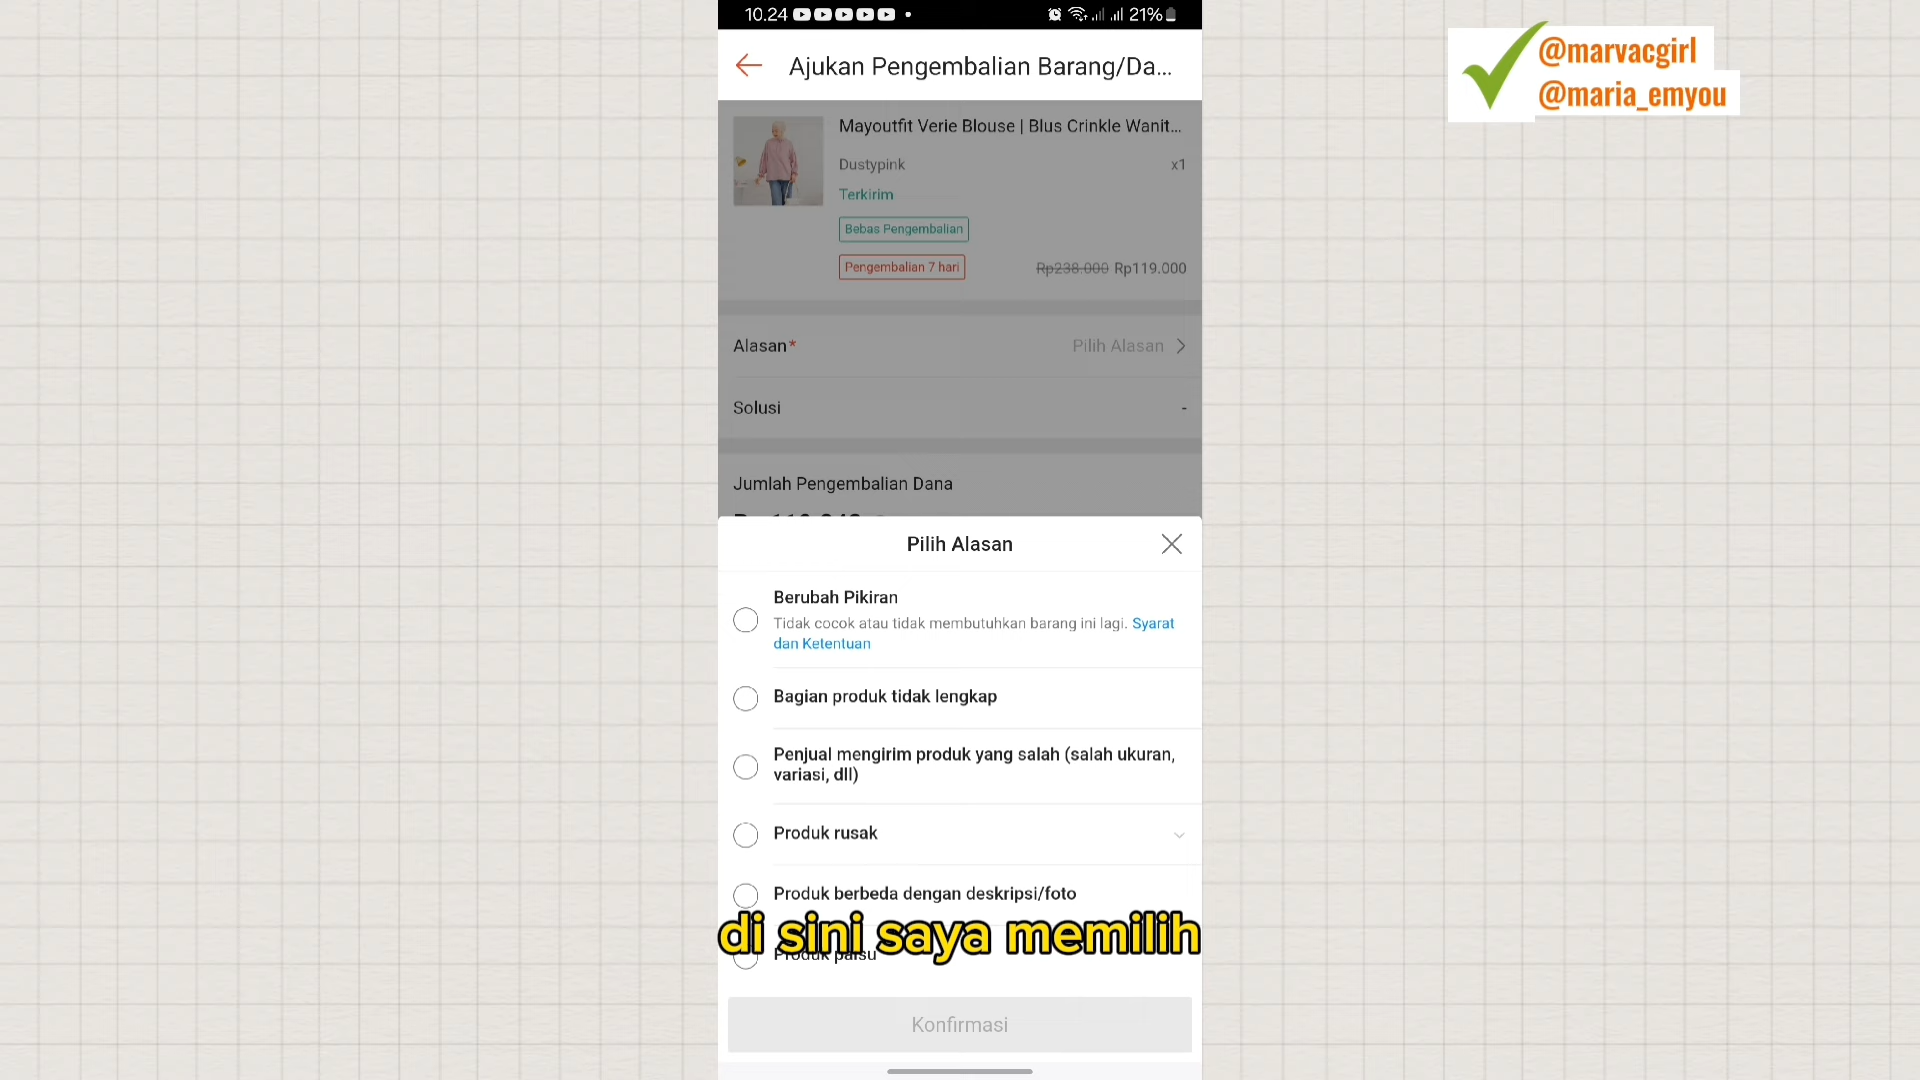 10.24
21%
@marvacgirl
@maria_emyou
Ajukan Pengembalian Barang/Da...
Mayoutfit Verie Blouse | Blus Crinkle Wanit...
Dustypink x1
Terkirim
Bebas Pengembalian
Pengembalian 7 hari Rp238.000 Rp119.000
Alasan* Pilih Alasan
Solusi -
Jumlah Pengembalian Dana
Pilih Alasan
Berubah Pikiran
Tidak cocok atau tidak membutuhkan barang ini lagi. Syarat
dan Ketentuan
Bagian produk tidak lengkap
Penjual mengirim produk yang salah (salah ukuran,
variasi, dll)
Produk rusak
Produk berbeda dengan deskripsi/foto
di sini saya memilih
Produk palsu
Konfirmasi